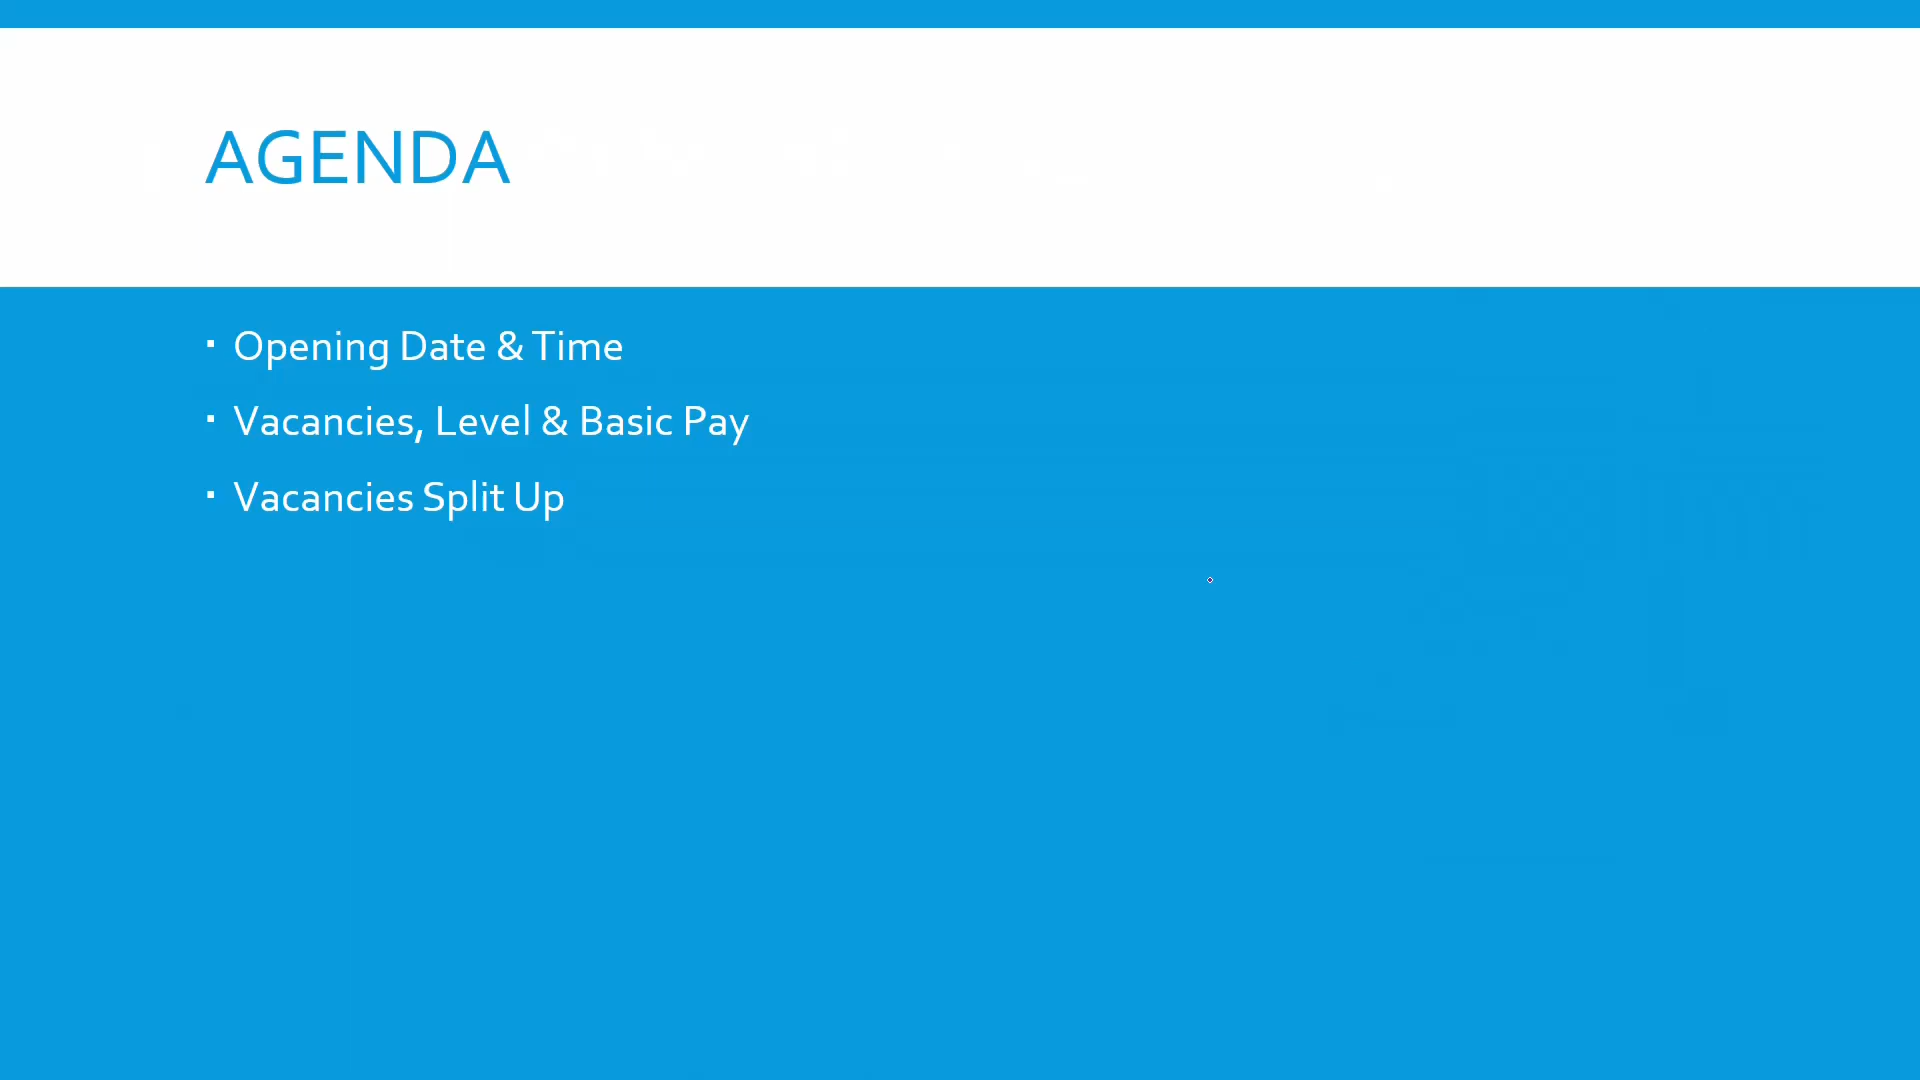 AGENDA
▪ Opening Date & Time
▪ Vacancies, Level & Basic Pay
▪ Vacancies Split Up